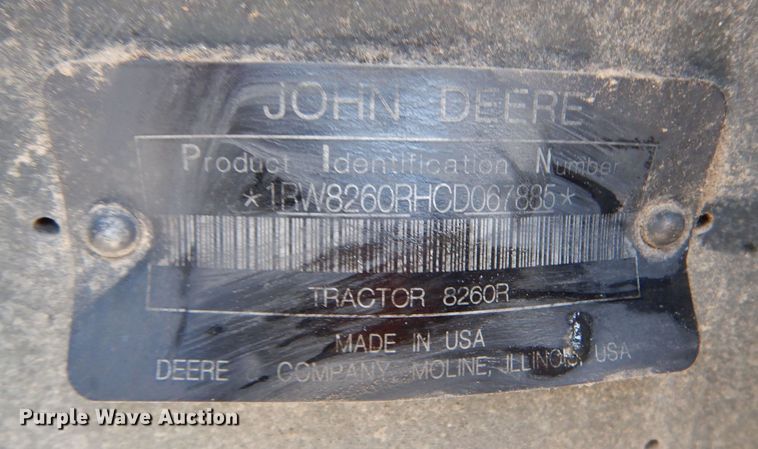 JOHN DEERE
Product Identification Number
*1RW8260RHCD067885*
TRACTOR 8260R
MADE IN USA
DEERE & COMPANY, MOLINE, ILLINOIS, USA
Purple Wave Auction